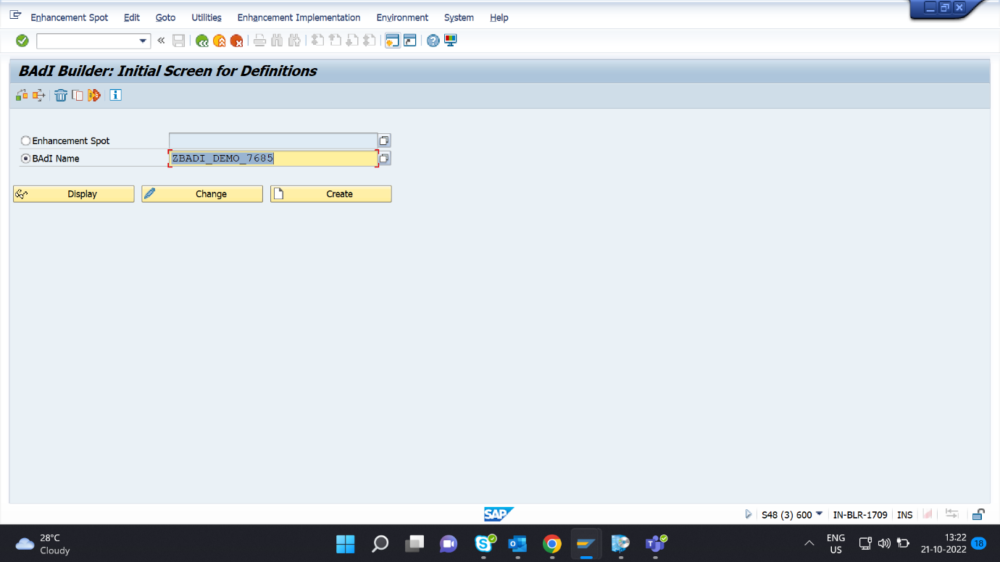 Enhancement Spot Edit Goto Utilities Enhancement Implementation Environment System Help
BAdI Builder: Initial Screen for Definitions
Enhancement Spot
BAdI Name ZBADI_DEMO_7685
Display Change Create
SAP S48 (3) 600 IN-BLR-1709 INS
28°C
Cloudy
ENG
US
13:22
21-10-2022
18